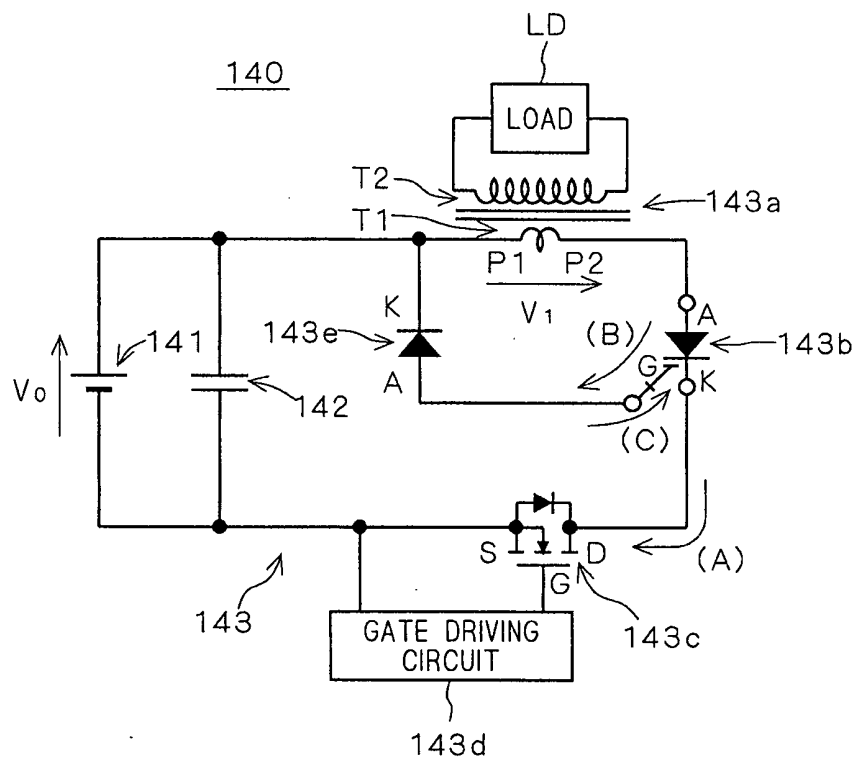 LD
140
LOAD
T2
143a
T1
P1 P2
V1
K
A
143e
(B)
143b
141
G
V0
A
K
142
(C)
S
D
(A)
G
143
143c
GATE DRIVING
CIRCUIT
143d